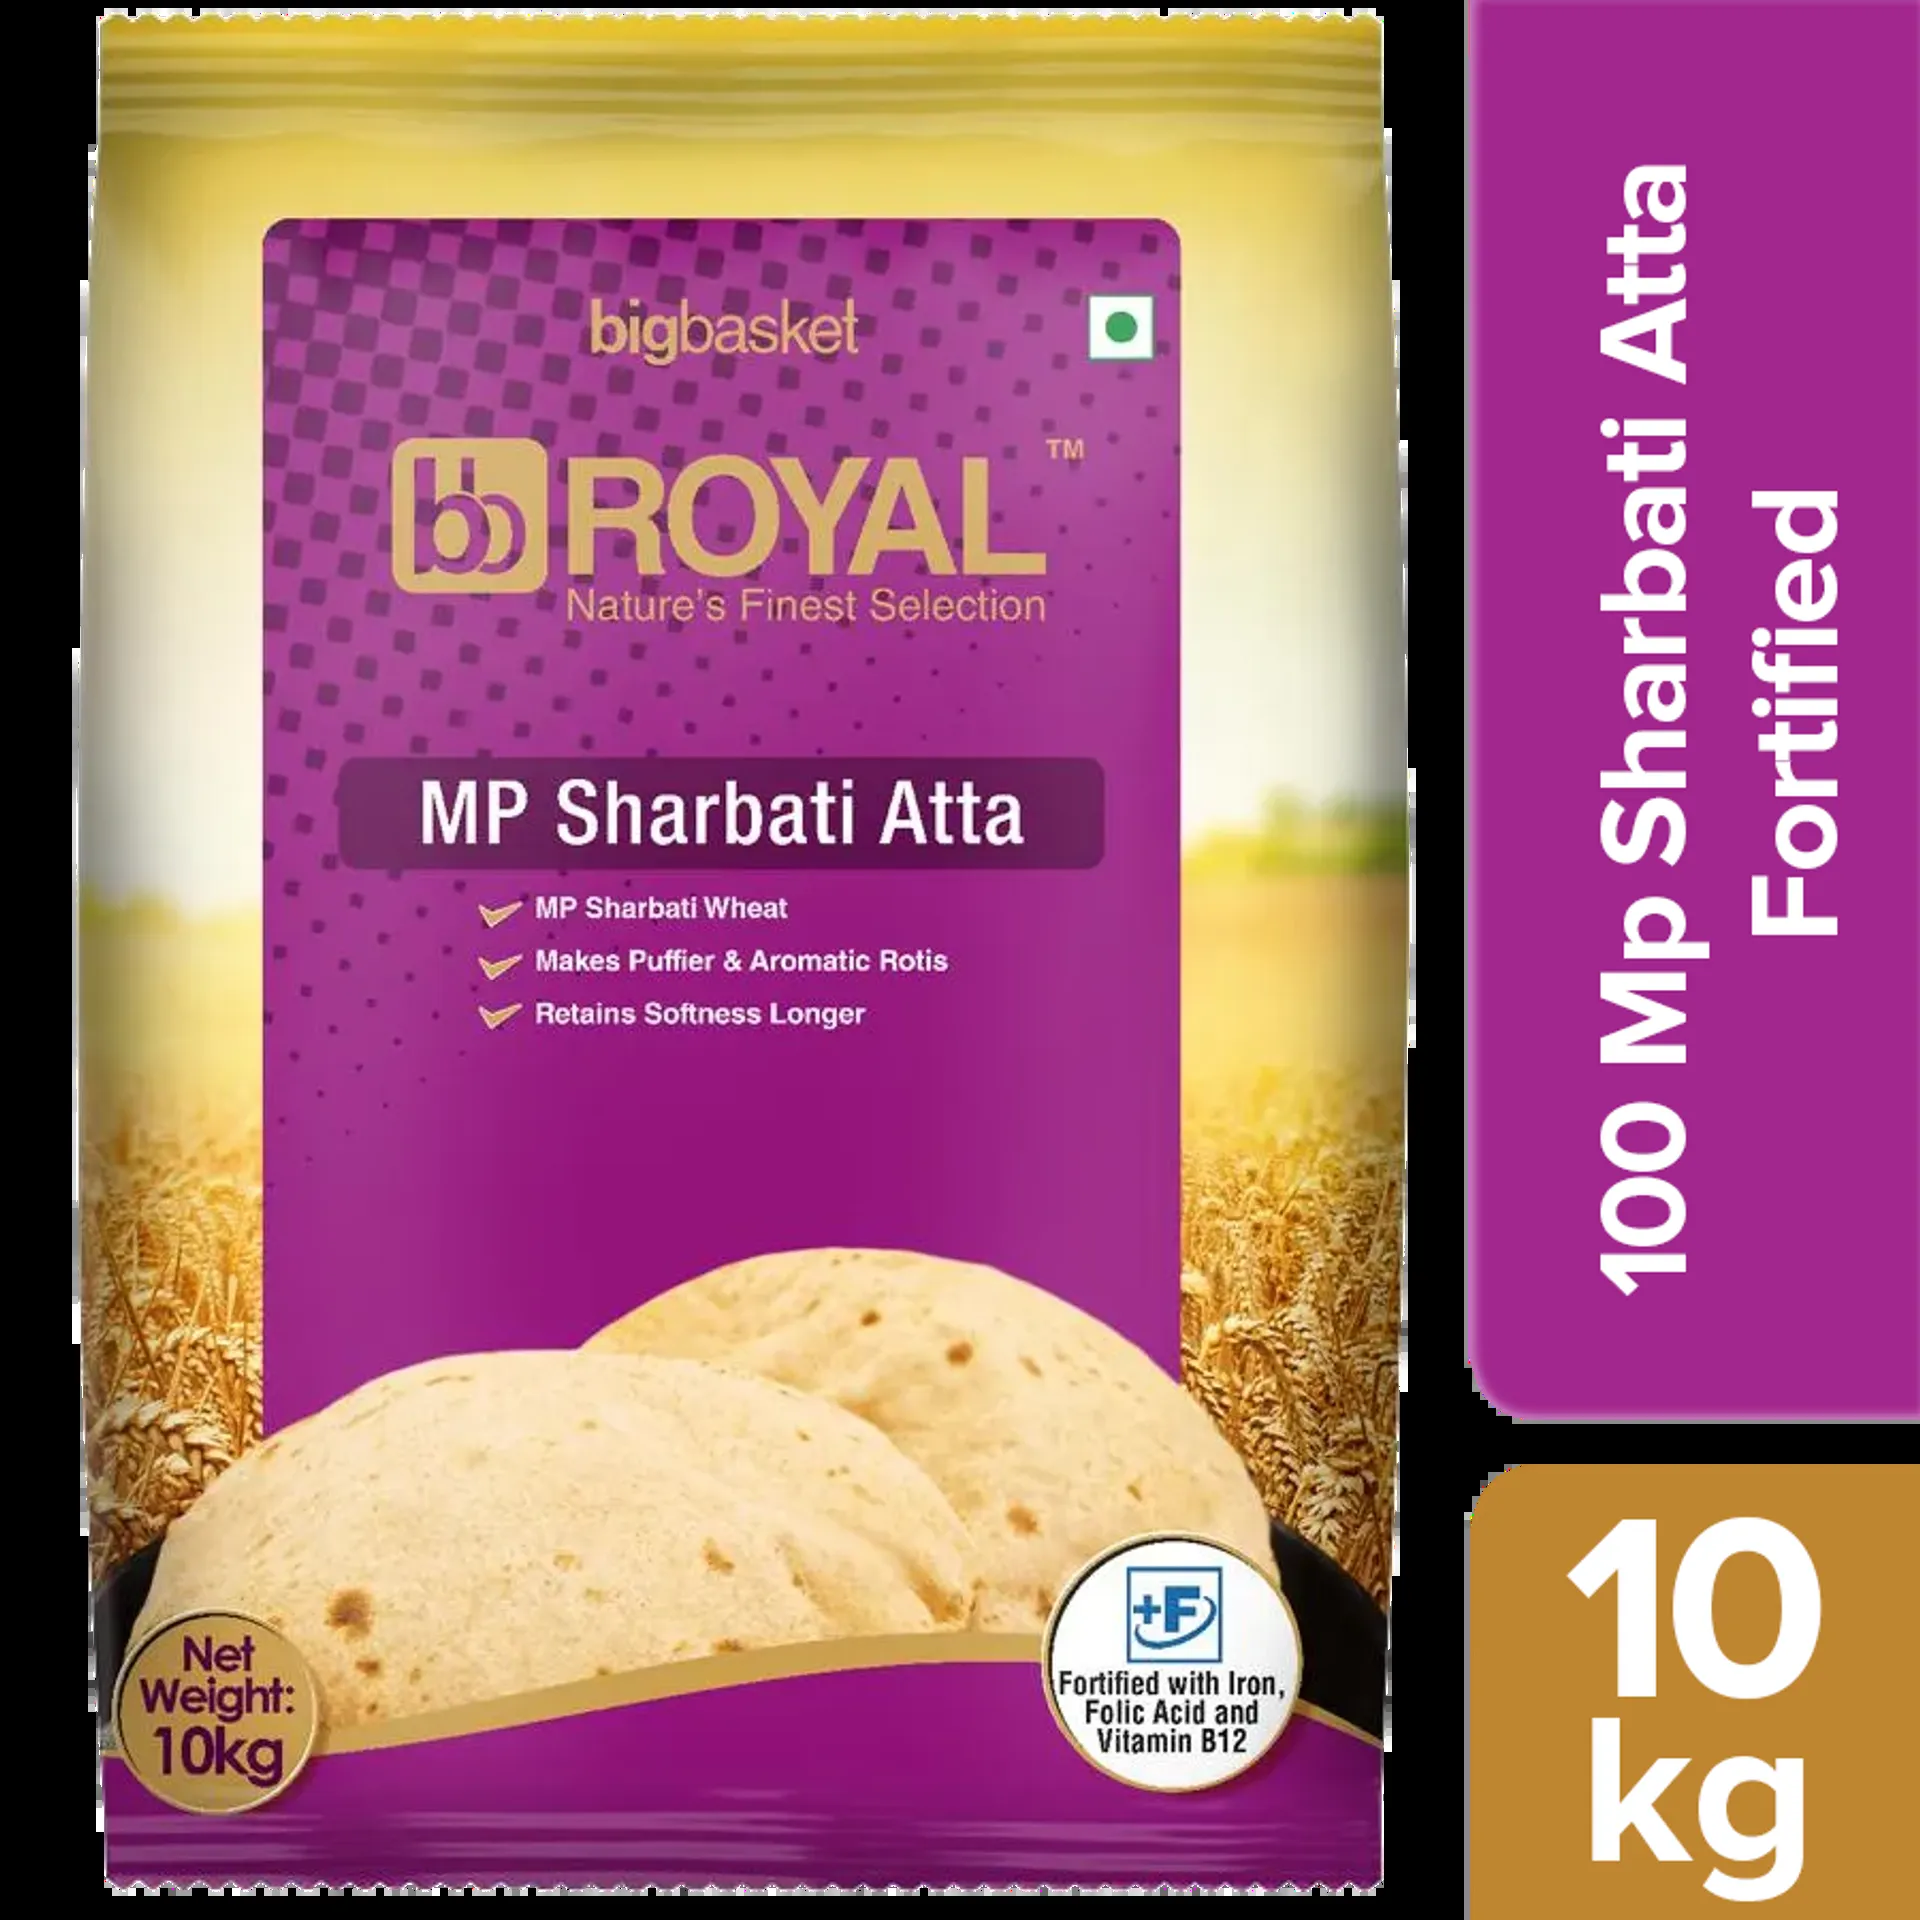 bigbasket
bb ROYAL™
Nature's Finest Selection
MP Sharbati Atta
MP Sharbati Wheat
Makes Puffier & Aromatic Rotis
Retains Softness Longer
Net
Weight:
10kg
+F
Fortified with Iron,
Folic Acid and
Vitamin B12
100 Mp Sharbati Atta
Fortified
10
kg